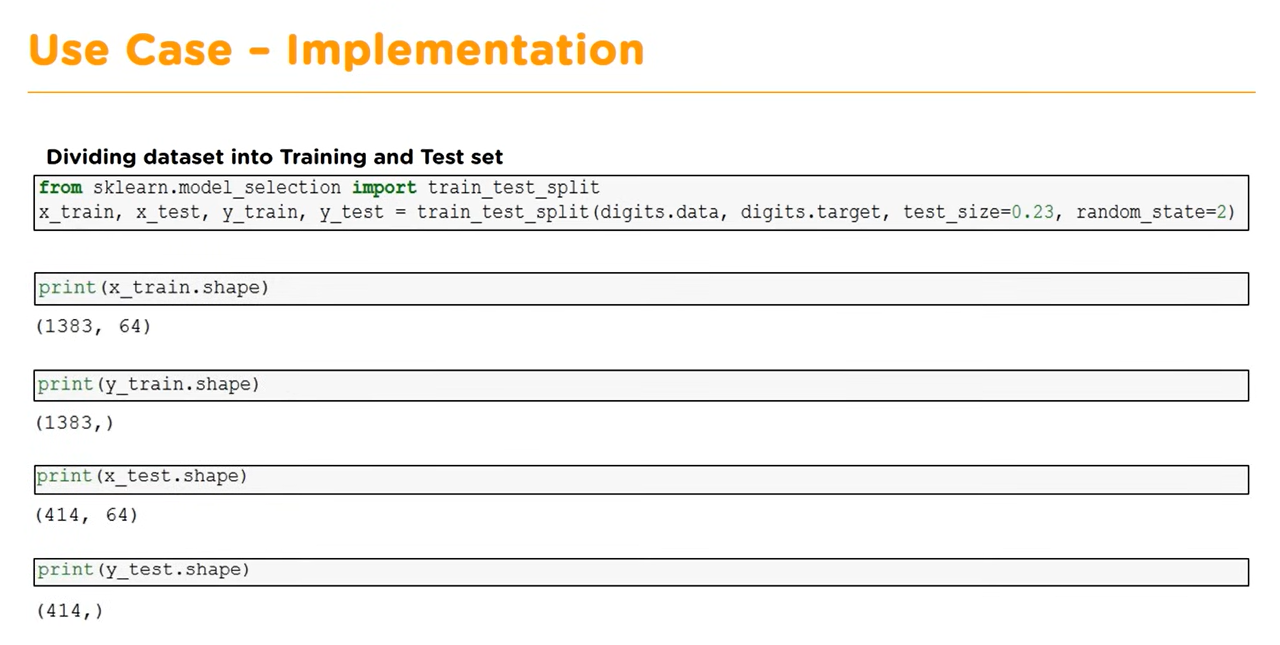 Use Case – Implementation
Dividing dataset into Training and Test set
from sklearn.model_selection import train_test_split
x_train, x_test, y_train, y_test = train_test_split(digits.data, digits.target, test_size=0.23, random_state=2)
print(x_train.shape)
(1383, 64)
print(y_train.shape)
(1383,)
print(x_test.shape)
(414, 64)
print(y_test.shape)
(414,)